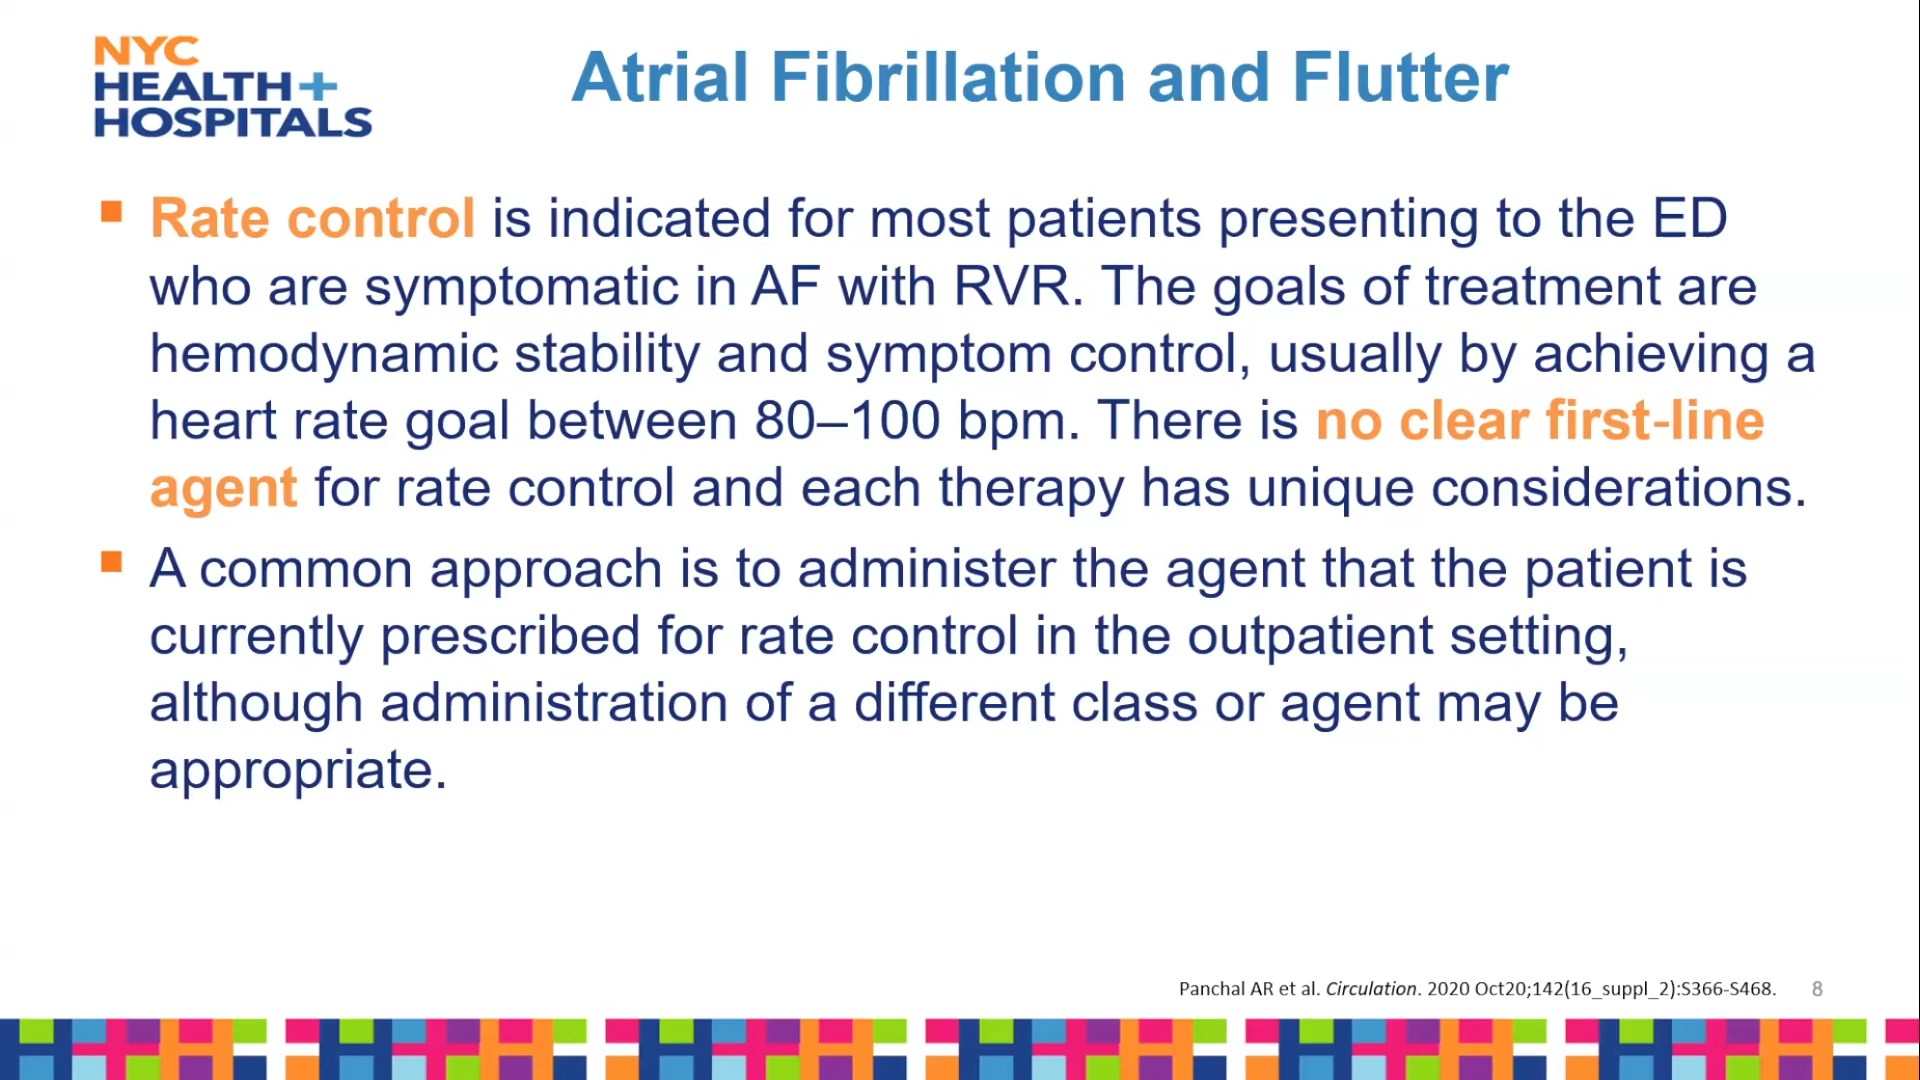 NYC
HEALTH+
HOSPITALS
Atrial Fibrillation and Flutter
Rate control is indicated for most patients presenting to the ED
who are symptomatic in AF with RVR. The goals of treatment are
hemodynamic stability and symptom control, usually by achieving a
heart rate goal between 80–100 bpm. There is no clear first-line
agent for rate control and each therapy has unique considerations.
A common approach is to administer the agent that the patient is
currently prescribed for rate control in the outpatient setting,
although administration of a different class or agent may be
appropriate.
Panchal AR et al. Circulation. 2020 Oct20;142(16_suppl_2):S366-S468.
8